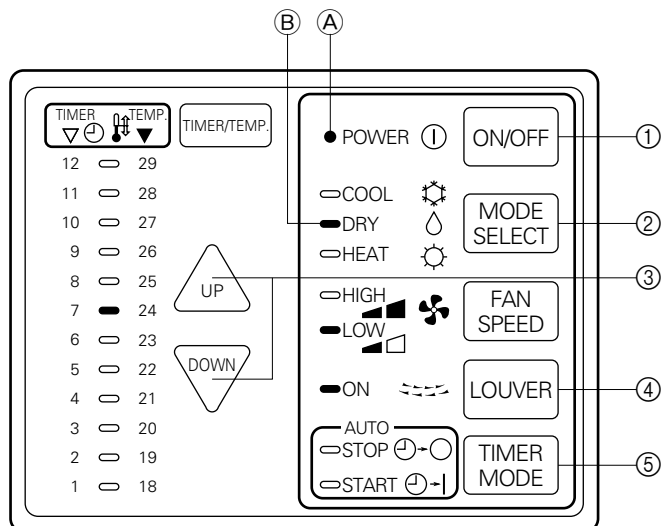 Ⓑ Ⓐ
TIMER TEMP.
TIMER/TEMP.
12 29
11 28
10 27
9 26
8 25
7 24
6 23
5 22
4 21
3 20
2 19
1 18
UP
DOWN
POWER
ON/OFF
①
COOL
DRY
HEAT
MODE
SELECT
②
③
HIGH
LOW
FAN
SPEED
ON
LOUVER
④
AUTO
STOP
START
TIMER
MODE
⑤